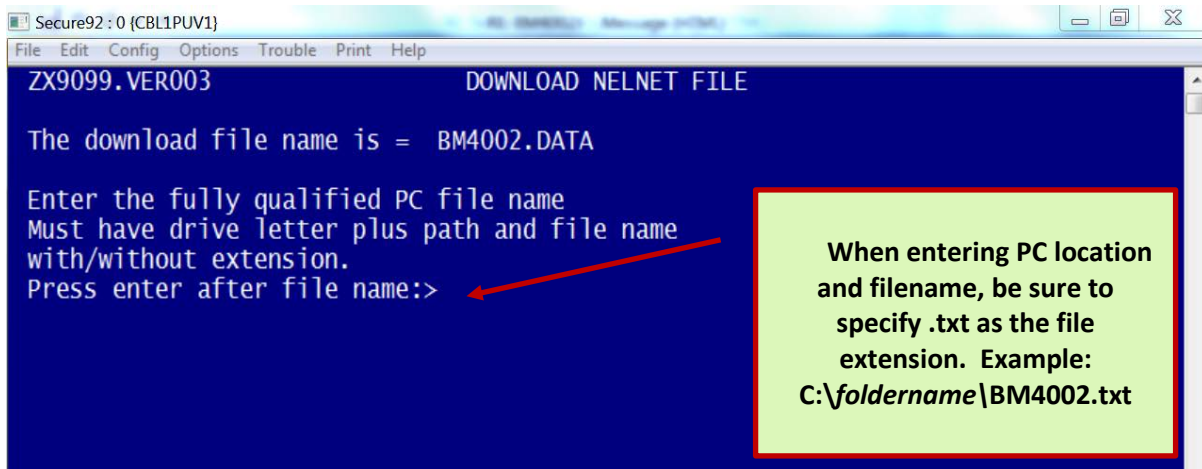 Secure92 : 0 {CBL1PUV1}
File Edit Config Options Trouble Print Help
ZX9099.VER003 DOWNLOAD NELNET FILE
The download file name is = BM4002.DATA
Enter the fully qualified PC file name
Must have drive letter plus path and file name
with/without extension.
Press enter after file name:>
When entering PC location
and filename, be sure to
specify .txt as the file
extension. Example:
C:\foldername\BM4002.txt